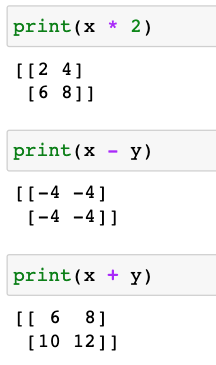 print(x * 2)
[[2 4]
 [6 8]]
print(x - y)
[[-4 -4]
 [-4 -4]]
print(x + y)
[[ 6  8]
 [10 12]]